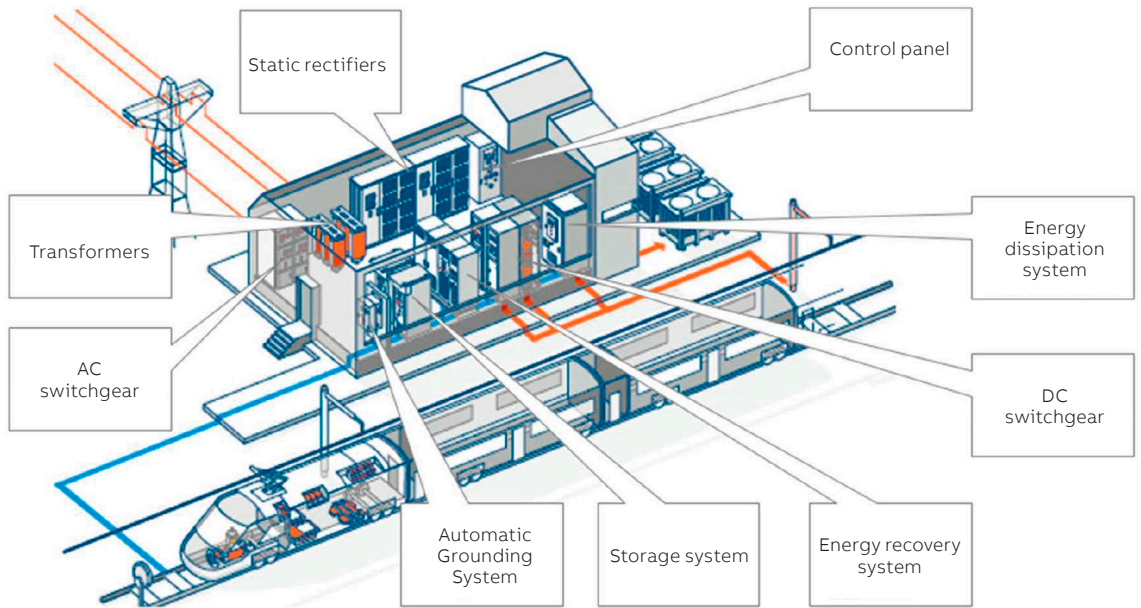 Static rectifiers
Control panel
Transformers
Energy
dissipation
system
AC
switchgear
DC
switchgear
Automatic
Grounding
System
Storage system
Energy recovery
system